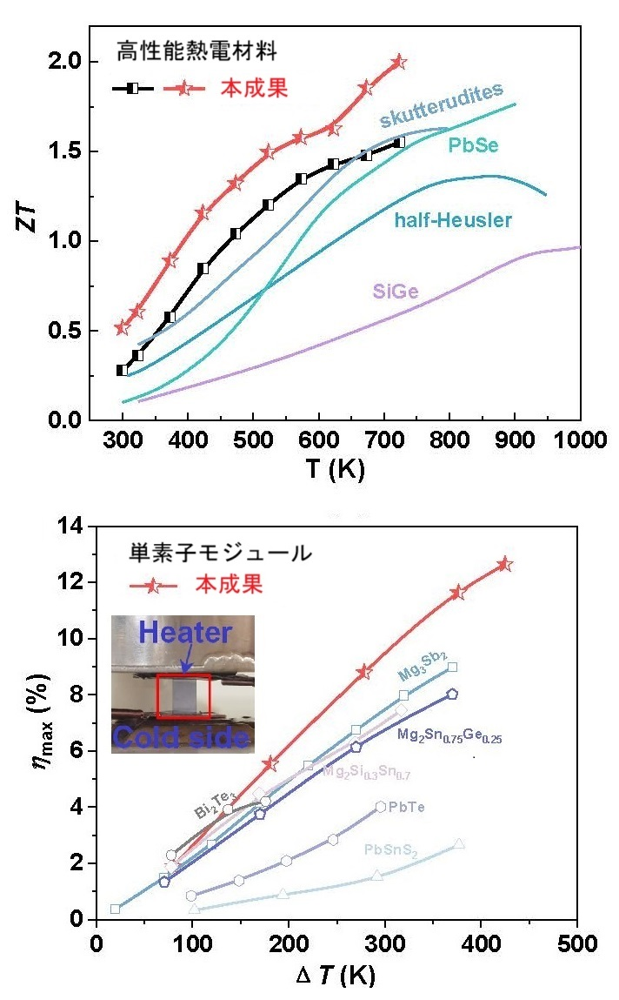 高性能熱電材料
本成果
2.0
1.5
1.0
0.5
0.0
ZT
skutterudites
PbSe
half-Heusler
SiGe
300 400 500 600 700 800 900 1000
T (K)
14
12
10
8
6
4
2
0
ηmax (%)
単素子モジュール
本成果
Heater
Cold side
Mg3Sb2
Mg2Sn0.75Ge0.25
Mg2Si0.3Sn0.7
Bi2Te3
PbTe
PbSnS2
0 100 200 300 400 500
Δ T (K)